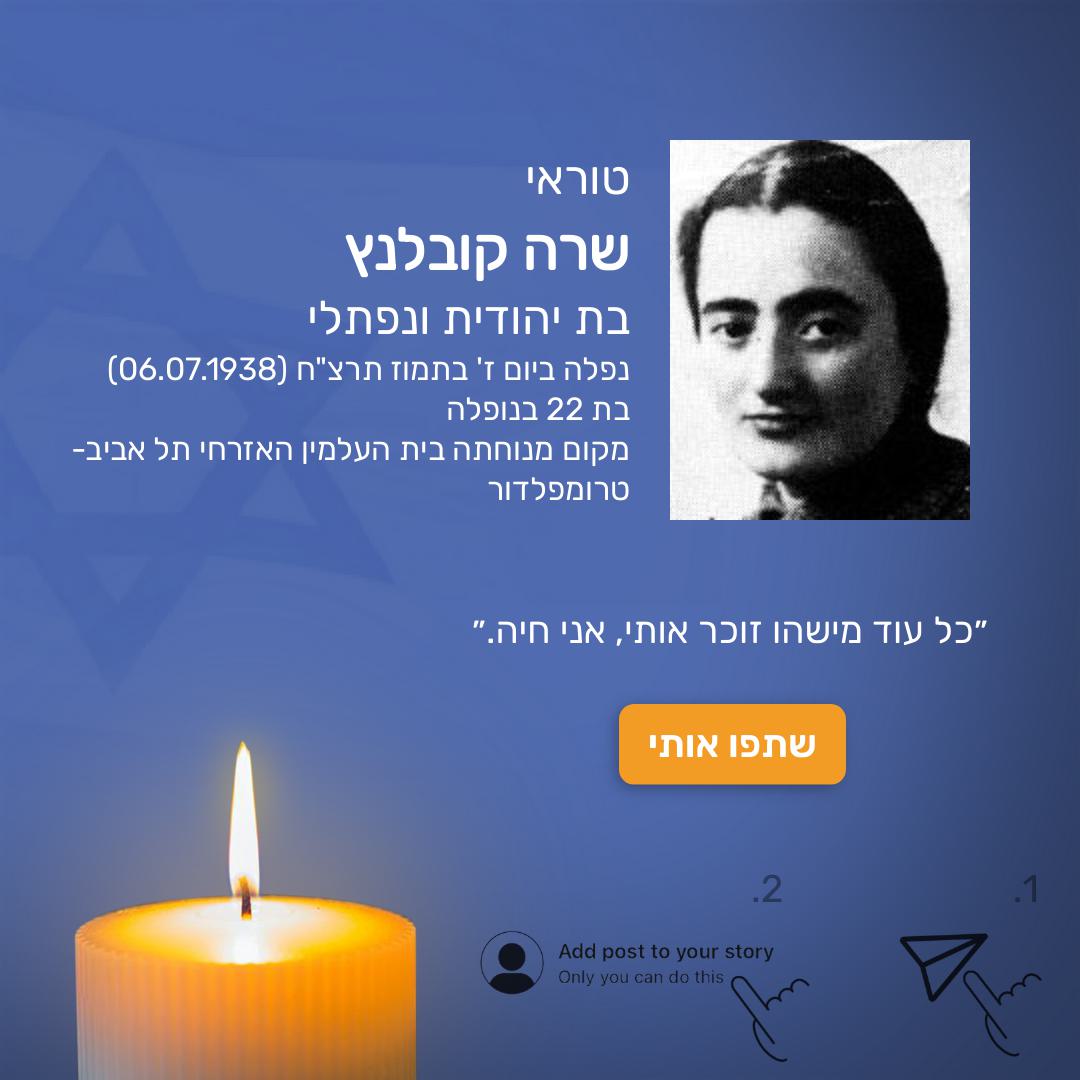 טוראי
שרה קובלנץ
בת יהודית ונפתלי
נפלה ביום ז' בתמוז תרצ"ח (06.07.1938)
בת 22 בנופלה
מקום מנוחתה בית העלמין האזרחי תל אביב-
טרומפלדור
״כל עוד מישהו זוכר אותי, אני חיה.״
שתפו אותי
.1
.2
Add post to your story
Only you can do this